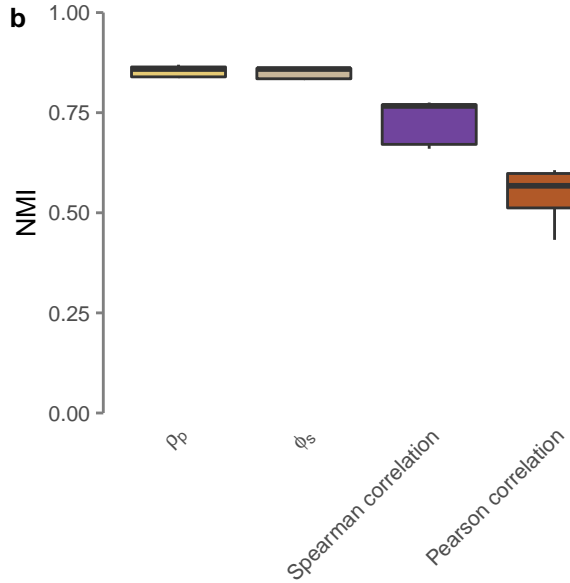 b
1.00
0.75
0.50
0.25
0.00
NMI
ρp
ϕs
Spearman correlation
Pearson correlation